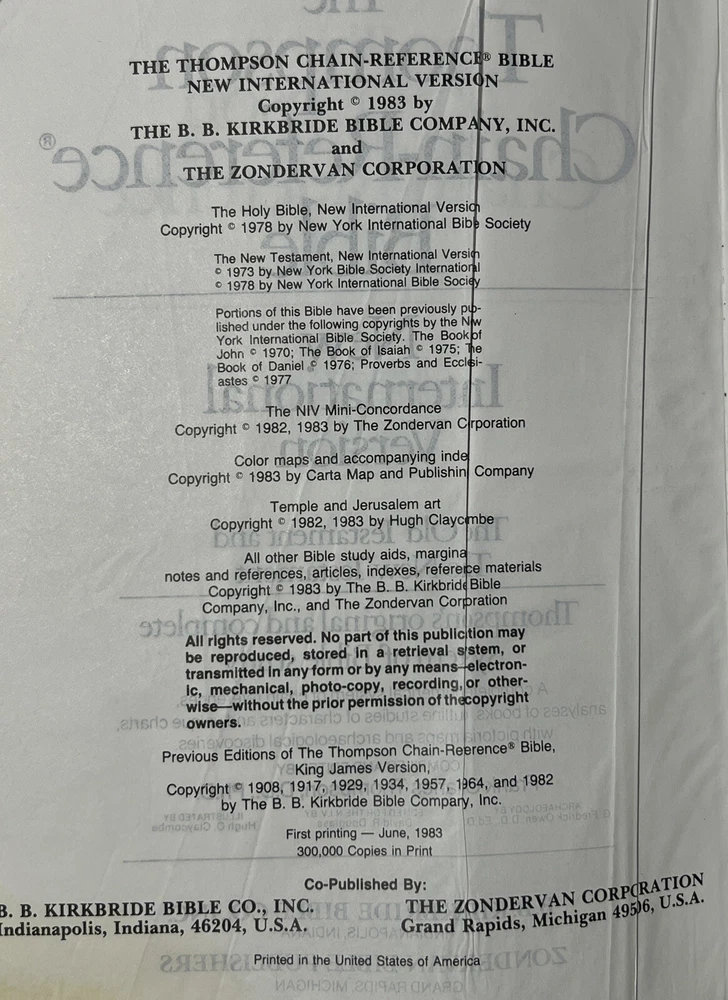 THE THOMPSON CHAIN-REFERENCE® BIBLE
NEW INTERNATIONAL VERSION
Copyright © 1983 by
THE B. B. KIRKBRIDE BIBLE COMPANY, INC.
and
THE ZONDERVAN CORPORATION
The Holy Bible, New International Version
Copyright © 1978 by New York International Bible Society
The New Testament, New International Version
© 1973 by New York Bible Society International
© 1978 by New York International Bible Society
Portions of this Bible have been previously pub-
lished under the following copyrights by the New
York International Bible Society. The Book of
John © 1970; The Book of Isaiah © 1975; The
Book of Daniel © 1976; Proverbs and Ecclesi-
astes © 1977
The NIV Mini-Concordance
Copyright © 1982, 1983 by The Zondervan Corporation
Color maps and accompanying index
Copyright © 1983 by Carta Map and Publishing Company
Temple and Jerusalem art
Copyright © 1982, 1983 by Hugh Claycombe
All other Bible study aids, marginal
notes and references, articles, indexes, reference materials
Copyright © 1983 by The B. B. Kirkbride Bible
Company, Inc., and The Zondervan Corporation
All rights reserved. No part of this publication may
be reproduced, stored in a retrieval system, or
transmitted in any form or by any means—electron-
ic, mechanical, photo-copy, recording, or other-
wise—without the prior permission of the copyright
owners.
Previous Editions of The Thompson Chain-Reference® Bible,
King James Version,
Copyright © 1908, 1917, 1929, 1934, 1957, 1964, and 1982
by The B. B. Kirkbride Bible Company, Inc.
First printing — June, 1983
300,000 Copies in Print
Co-Published By:
B. B. KIRKBRIDE BIBLE CO., INC. THE ZONDERVAN CORPORATION
Indianapolis, Indiana, 46204, U.S.A. Grand Rapids, Michigan 49506, U.S.A.
Printed in the United States of America